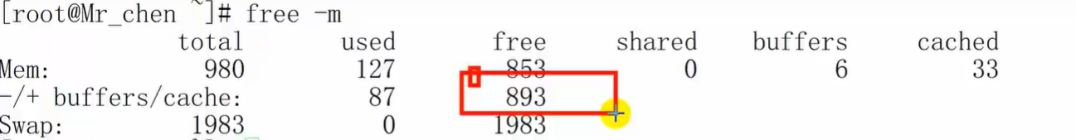 [root@Mr_chen ~]# free -m
total used free shared buffers cached
Mem: 980 127 853 0 6 33
-/+ buffers/cache: 87 893
Swap: 1983 0 1983